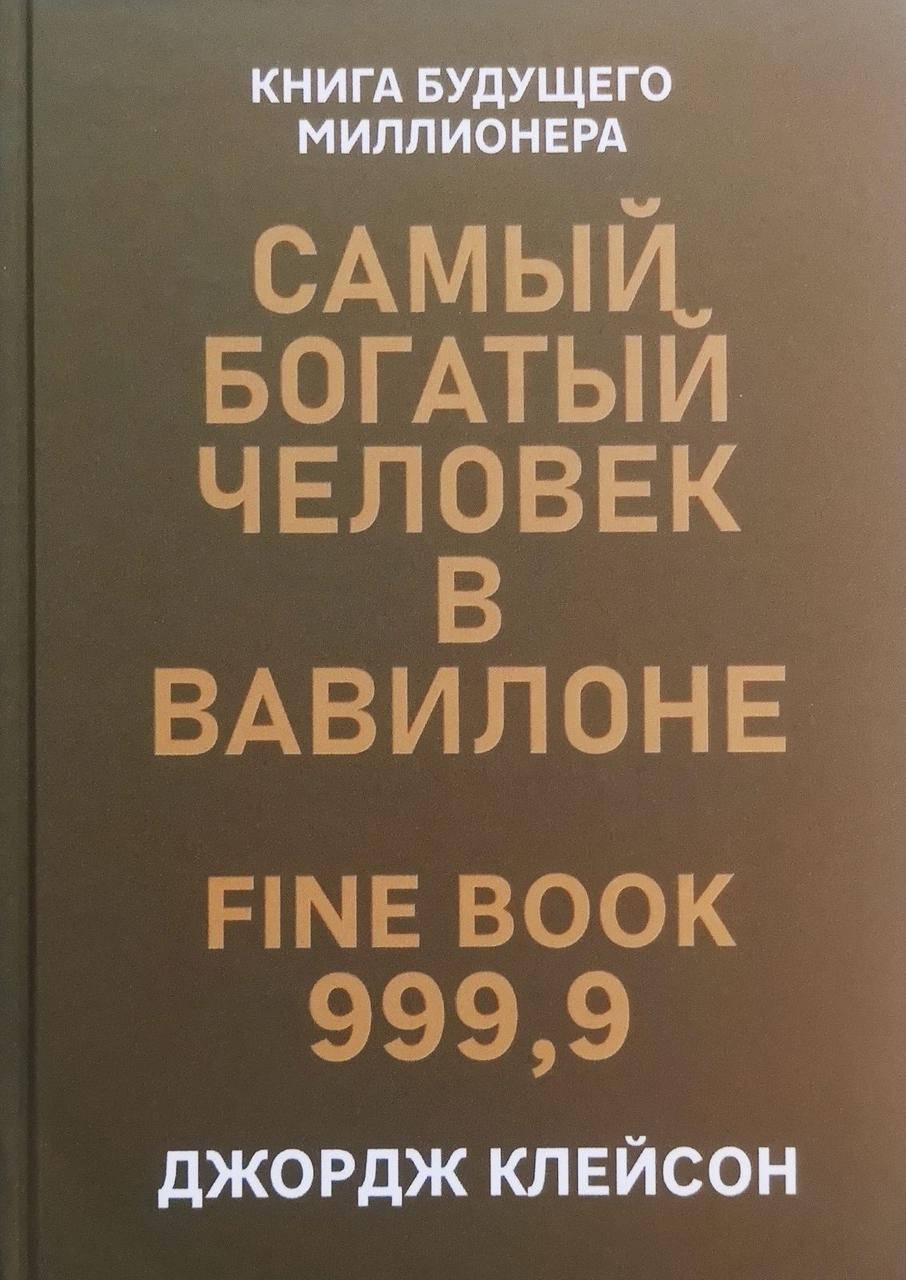 КНИГА БУДУЩЕГО
МИЛЛИОНЕРА
САМЫЙ
БОГАТЫЙ
ЧЕЛОВЕК
В
ВАВИЛОНЕ
FINE BOOK
999,9
ДЖОРДЖ КЛЕЙСОН